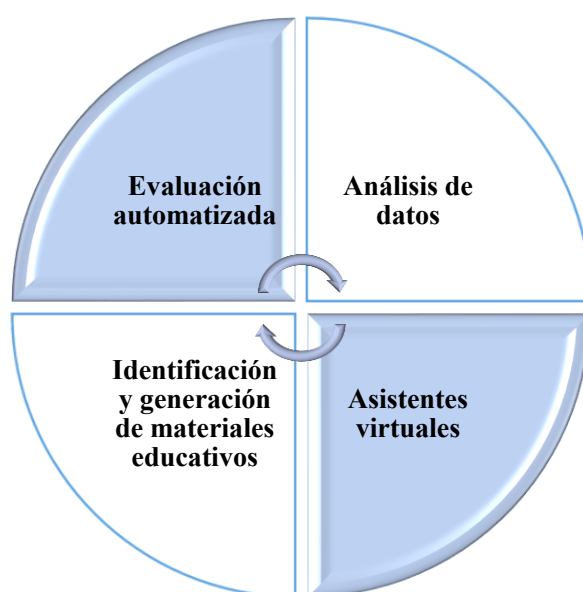 Evaluación
automatizada
Análisis de
datos
Identificación
y generación
de materiales
educativos
Asistentes
virtuales